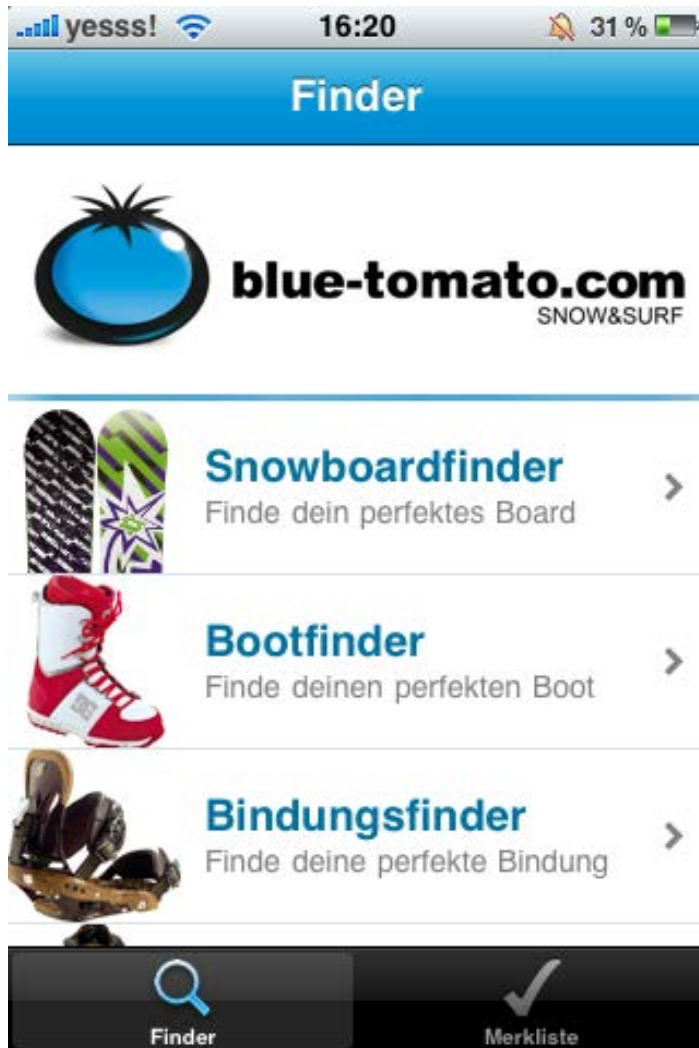 yesss! 16:20 31 %
Finder
blue-tomato.com
SNOW&SURF
Snowboardfinder
Finde dein perfektes Board
Bootfinder
Finde deinen perfekten Boot
Bindungsfinder
Finde deine perfekte Bindung
Finder Merkliste